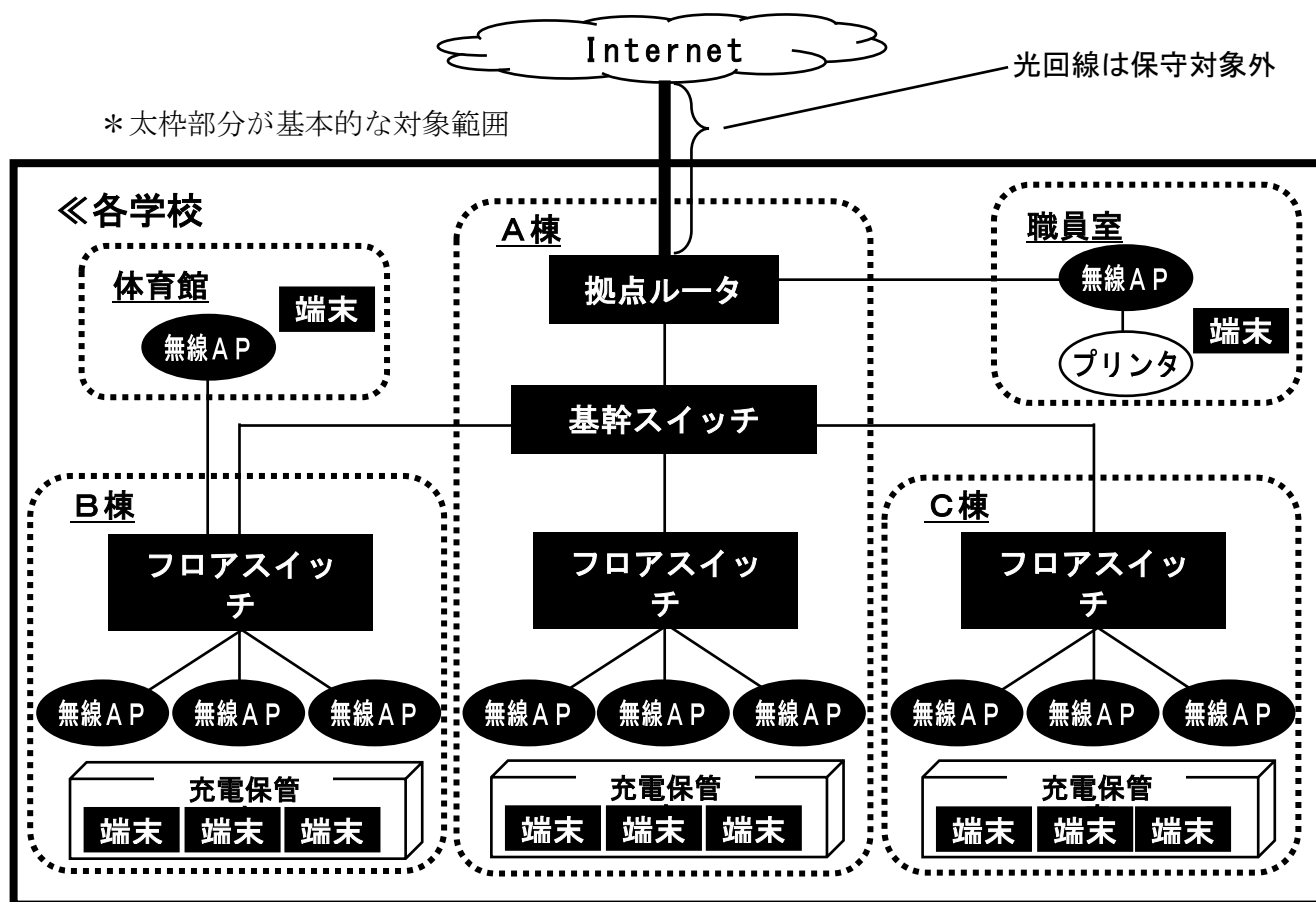 Internet
光回線は保守対象外
＊太枠部分が基本的な対象範囲
≪各学校
体育館
端末
無線ＡＰ
Ａ棟
拠点ルータ
基幹スイッチ
職員室
無線ＡＰ
端末
プリンタ
Ｂ棟
フロアスイッ
チ
無線ＡＰ 無線ＡＰ 無線ＡＰ
充電保管
端末 端末 端末
フロアスイッ
チ
無線ＡＰ 無線ＡＰ 無線ＡＰ
充電保管
端末 端末 端末
Ｃ棟
フロアスイッ
チ
無線ＡＰ 無線ＡＰ 無線ＡＰ
充電保管
端末 端末 端末